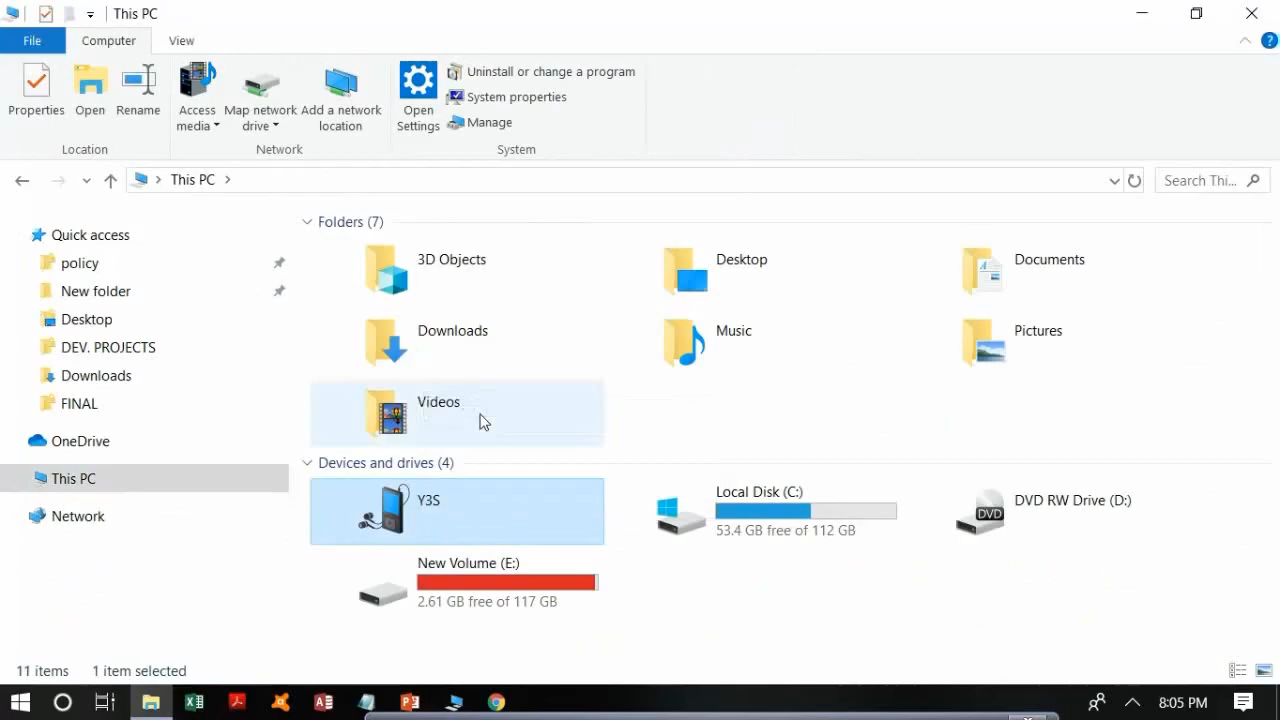 This PC
File
Computer
View
Properties
Open
Rename
Access media
Map network drive
Add a network location
Open Settings
Uninstall or change a program
System properties
Manage
Location
Network
System
This PC
Search Thi...
Quick access
policy
New folder
Desktop
DEV. PROJECTS
Downloads
FINAL
OneDrive
This PC
Network
Folders (7)
3D Objects
Desktop
Documents
Downloads
Music
Pictures
Videos
Devices and drives (4)
Y3S
Local Disk (C:)
53.4 GB free of 112 GB
DVD
DVD RW Drive (D:)
New Volume (E:)
2.61 GB free of 117 GB
11 items
1 item selected
8:05 PM